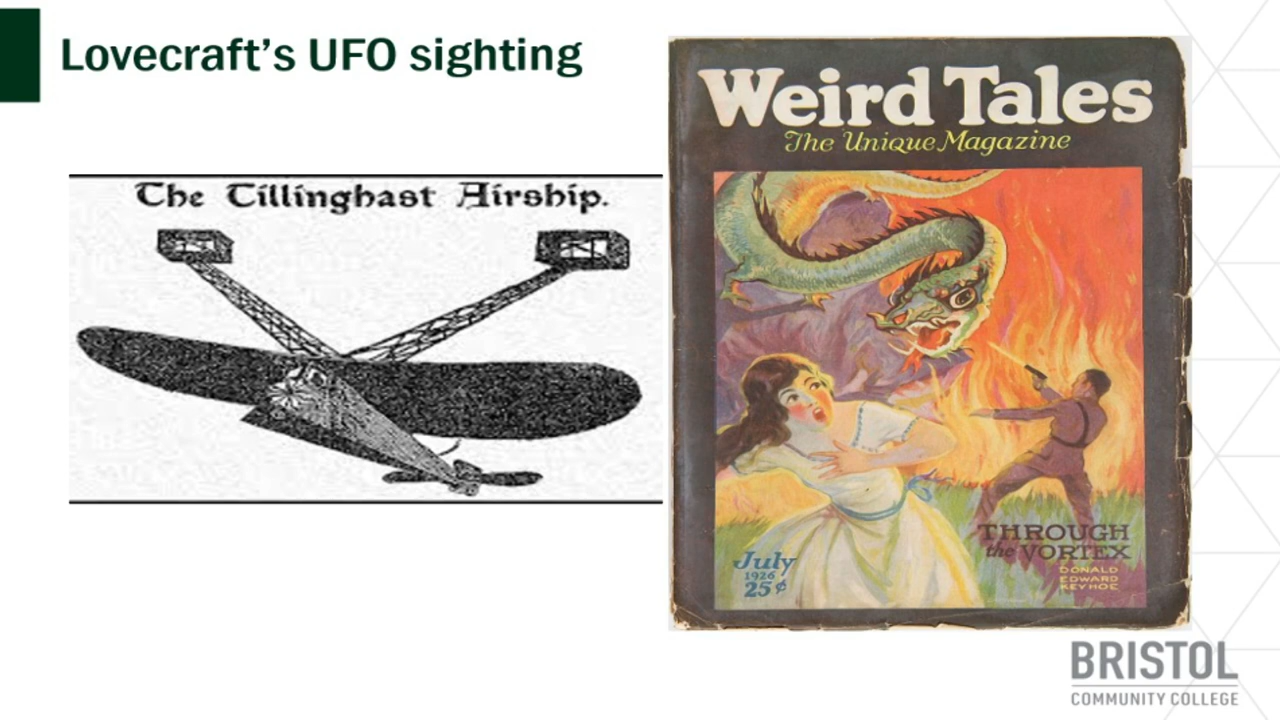 Lovecraft's UFO sighting
The Tillinghast Airship.
Weird Tales
The Unique Magazine
THROUGH
the VORTEX
DONALD
EDWARD
KEYHOE
July
1926
25¢
BRISTOL
COMMUNITY COLLEGE